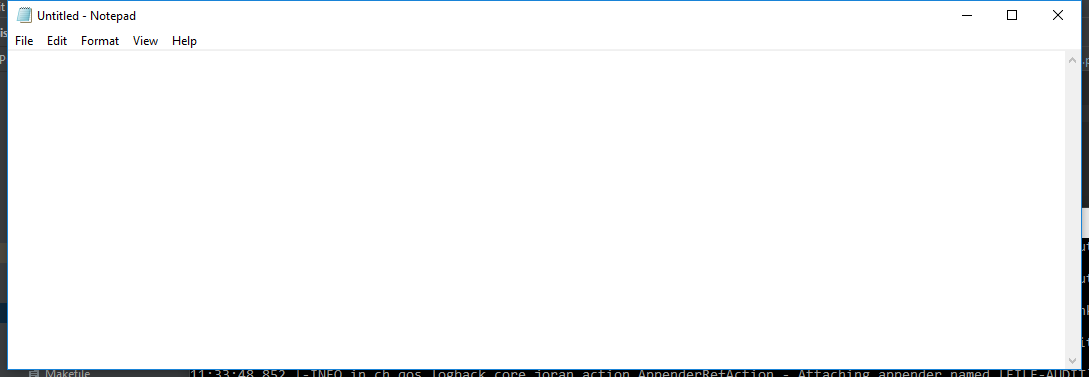 Untitled - Notepad
File Edit Format View Help
Makefile
11:33:48,852 |-INFO in ch.qos.logback.core.joran.action.AppenderRefAction - Attaching appender named [FILE-AUDIT